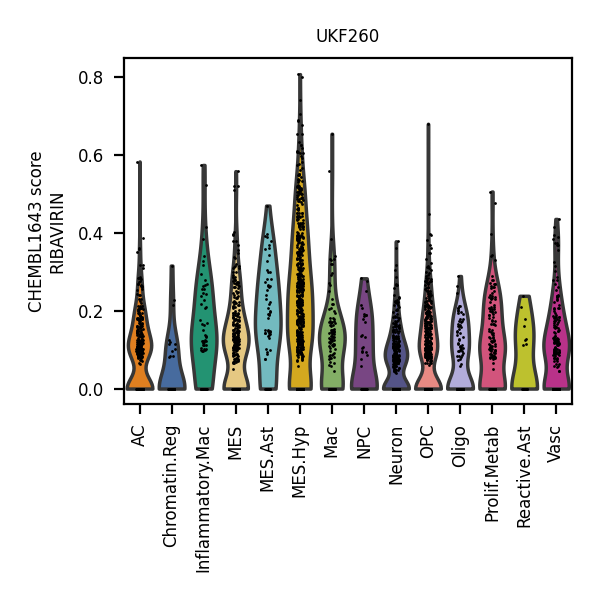 UKF260
CHEMBL1643 score
RIBAVIRIN
0.8
0.6
0.4
0.2
0.0
AC
Chromatin.Reg
Inflammatory.Mac
MES
MES.Ast
MES.Hyp
Mac
NPC
Neuron
OPC
Oligo
Prolif.Metab
Reactive.Ast
Vasc